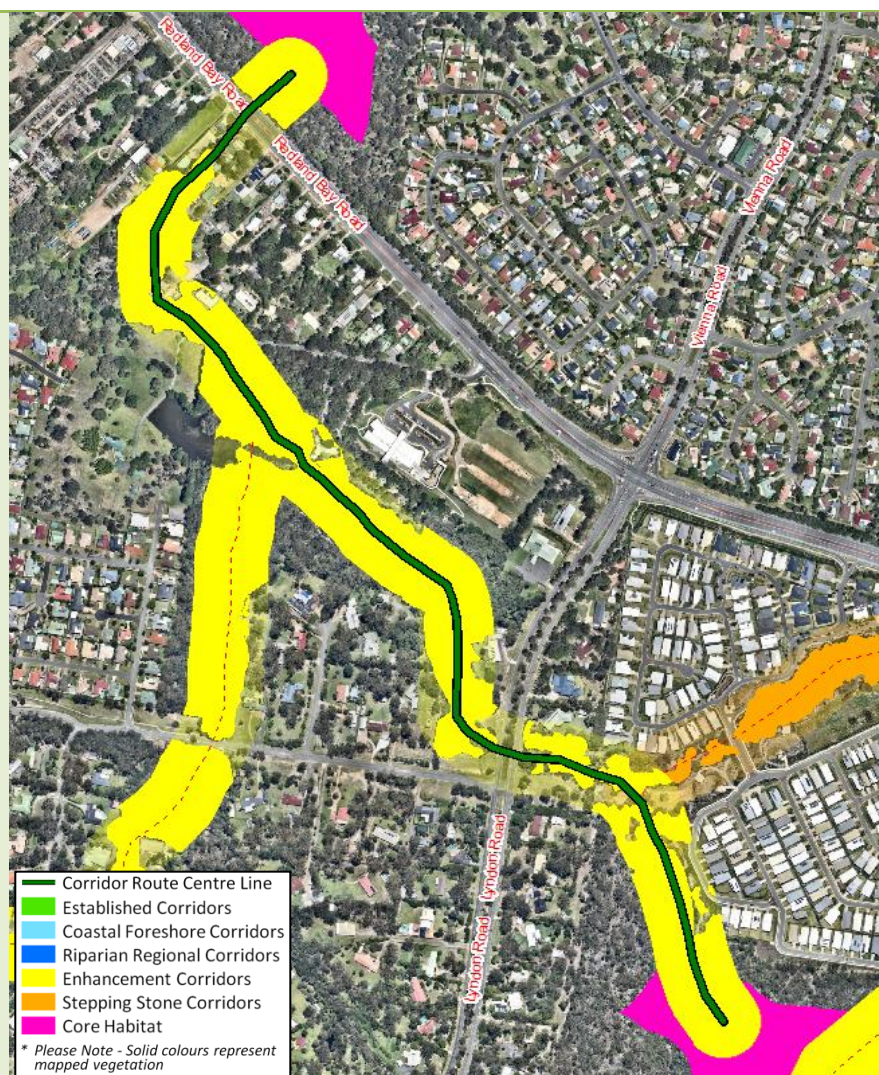 Redland Bay Road
Redland Bay Road
Vienna Road
Vienna Road
Lyndon Road
Lyndon Road
Corridor Route Centre Line
Established Corridors
Coastal Foreshore Corridors
Riparian Regional Corridors
Enhancement Corridors
Stepping Stone Corridors
Core Habitat
* Please Note - Solid colours represent
mapped vegetation